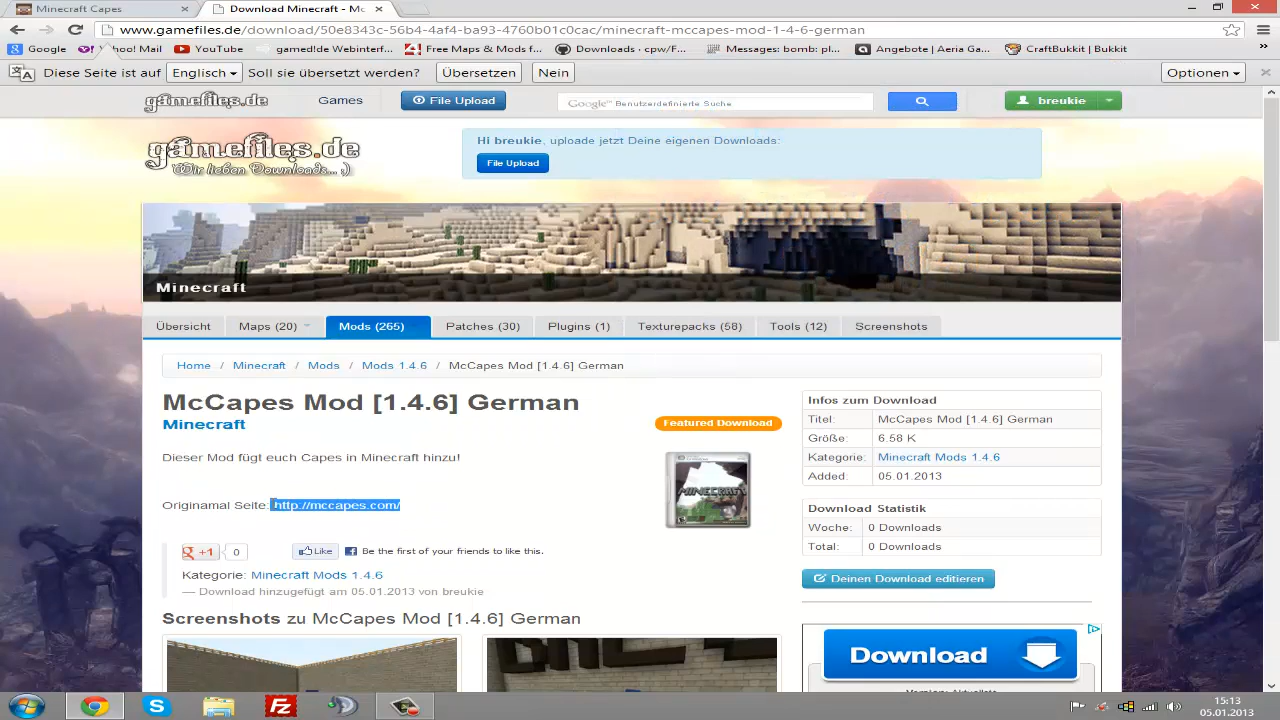 Minecraft Capes
Download Minecraft - Mc
www.gamefiles.de/download/50e8343c-56b4-4af4-ba93-4760b01c0cac/minecraft-mccapes-mod-1-4-6-german
Google Yahoo! Mail YouTube gamed!de Webinterf... Free Maps & Mods f... Downloads · cpw/F... Messages: bomb: pl... Angebote | Aeria Ga... CraftBukkit | Bukkit
Diese Seite ist auf Englisch Soll sie übersetzt werden? Übersetzen Nein Optionen
gamefiles.de Games File Upload Google Benutzerdefinierte Suche breukie
gamefiles.de
Wir lieben Downloads... ;)
Hi breukie, uploade jetzt Deine eigenen Downloads:
File Upload
Minecraft
Übersicht Maps (20) Mods (265) Patches (30) Plugins (1) Texturepacks (58) Tools (12) Screenshots
Home / Minecraft / Mods / Mods 1.4.6 / McCapes Mod [1.4.6] German
McCapes Mod [1.4.6] German
Minecraft
Featured Download
Dieser Mod fügt euch Capes in Minecraft hinzu!
Originamal Seite: http://mccapes.com/
MINECRAFT
+1 0 Like Be the first of your friends to like this.
Kategorie: Minecraft Mods 1.4.6
— Download hinzugefügt am 05.01.2013 von breukie
Screenshots zu McCapes Mod [1.4.6] German
Infos zum Download
Titel: McCapes Mod [1.4.6] German
Größe: 6.58 K
Kategorie: Minecraft Mods 1.4.6
Added: 05.01.2013
Download Statistik
Woche: 0 Downloads
Total: 0 Downloads
Deinen Download editieren
Download
15:13
05.01.2013